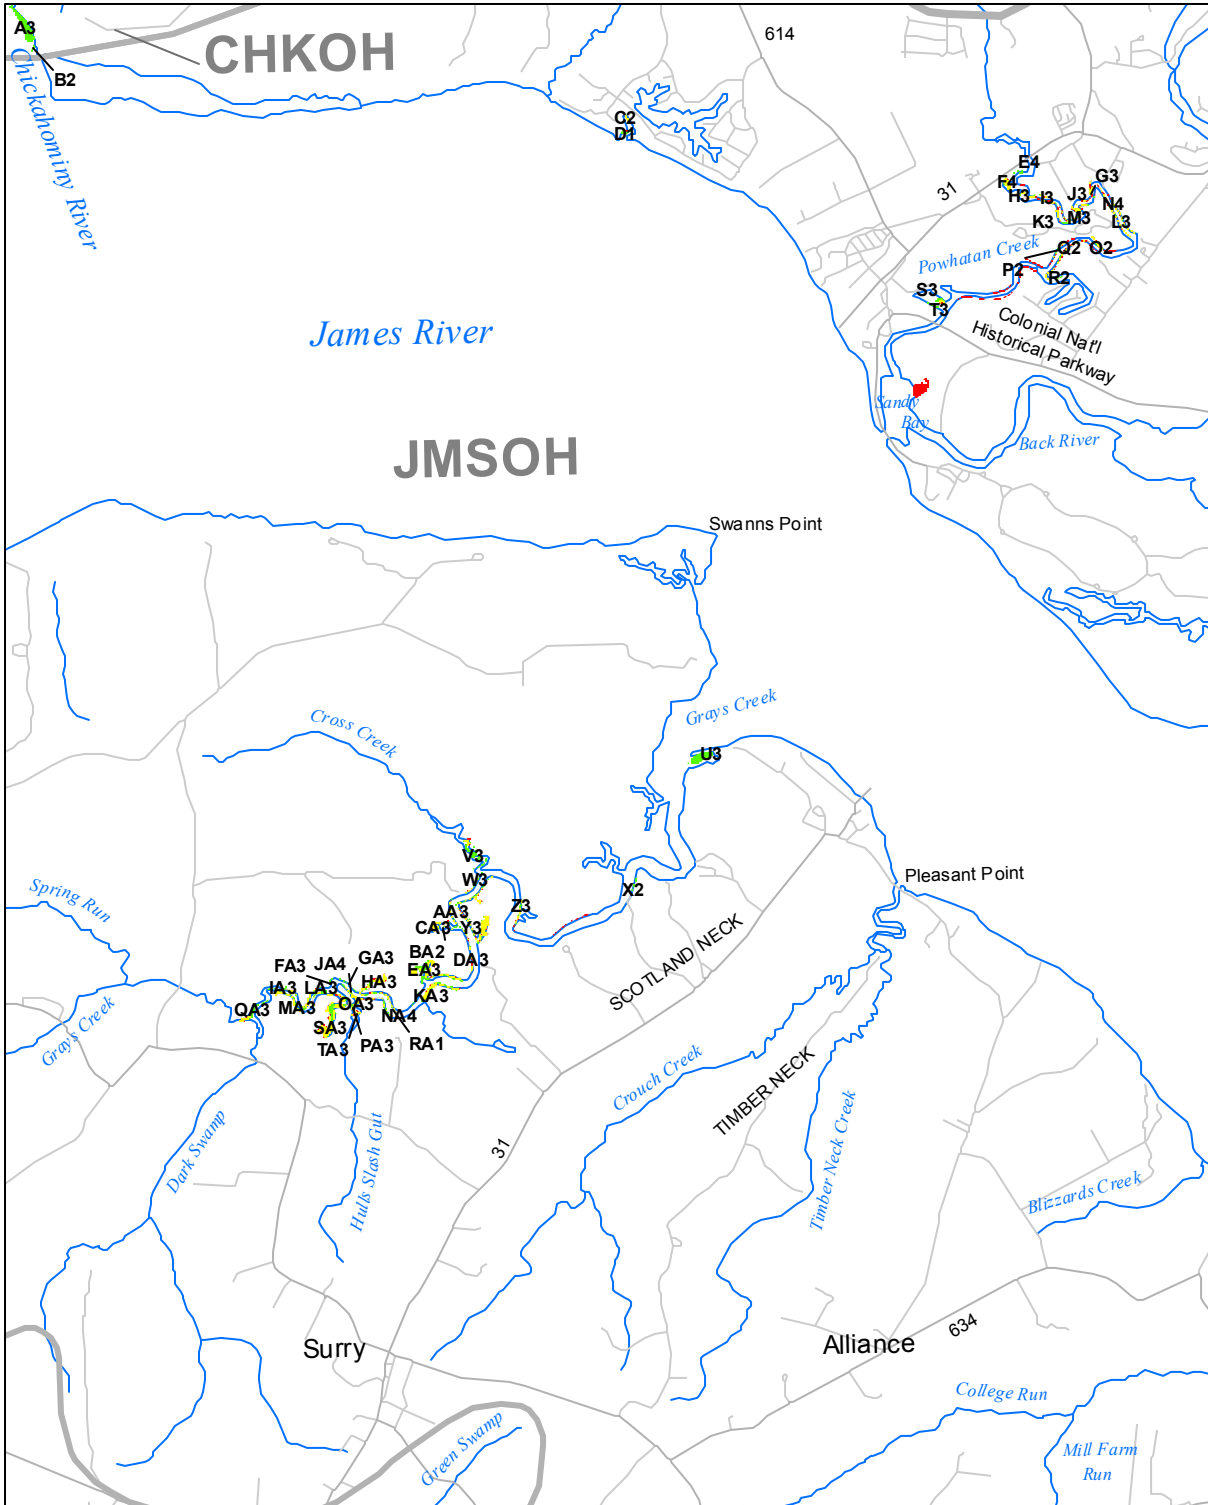 A3
CHKOH
614
B2
Chickahominy River
C2
D1
E4
G3
F4
31
H3
I3
J3
N4
K3
M3
L3
Powhatan Creek
Q2
O2
P2
R2
S3
T3
Colonial Nat'l
Historical Parkway
James River
Sandy
Bay
Back River
JMSOH
Swanns Point
Grays Creek
Cross Creek
U3
V3
W3
X2
Pleasant Point
Spring Run
Z3
AA3
CA3
Y3
SCOTLAND NECK
BA2
DA3
EA3
GA3
JA4
FA3
HA3
IA3
LA3
KA3
QA3
MA3
OA3
NA4
SA3
TA3
PA3
RA1
Grays Creek
Crouch Creek
TIMBER NECK
Timber Neck Creek
31
Dark Swamp
Hulls Slash Gut
Blizzards Creek
Surry
Alliance
634
College Run
Green Swamp
Mill Farm
Run